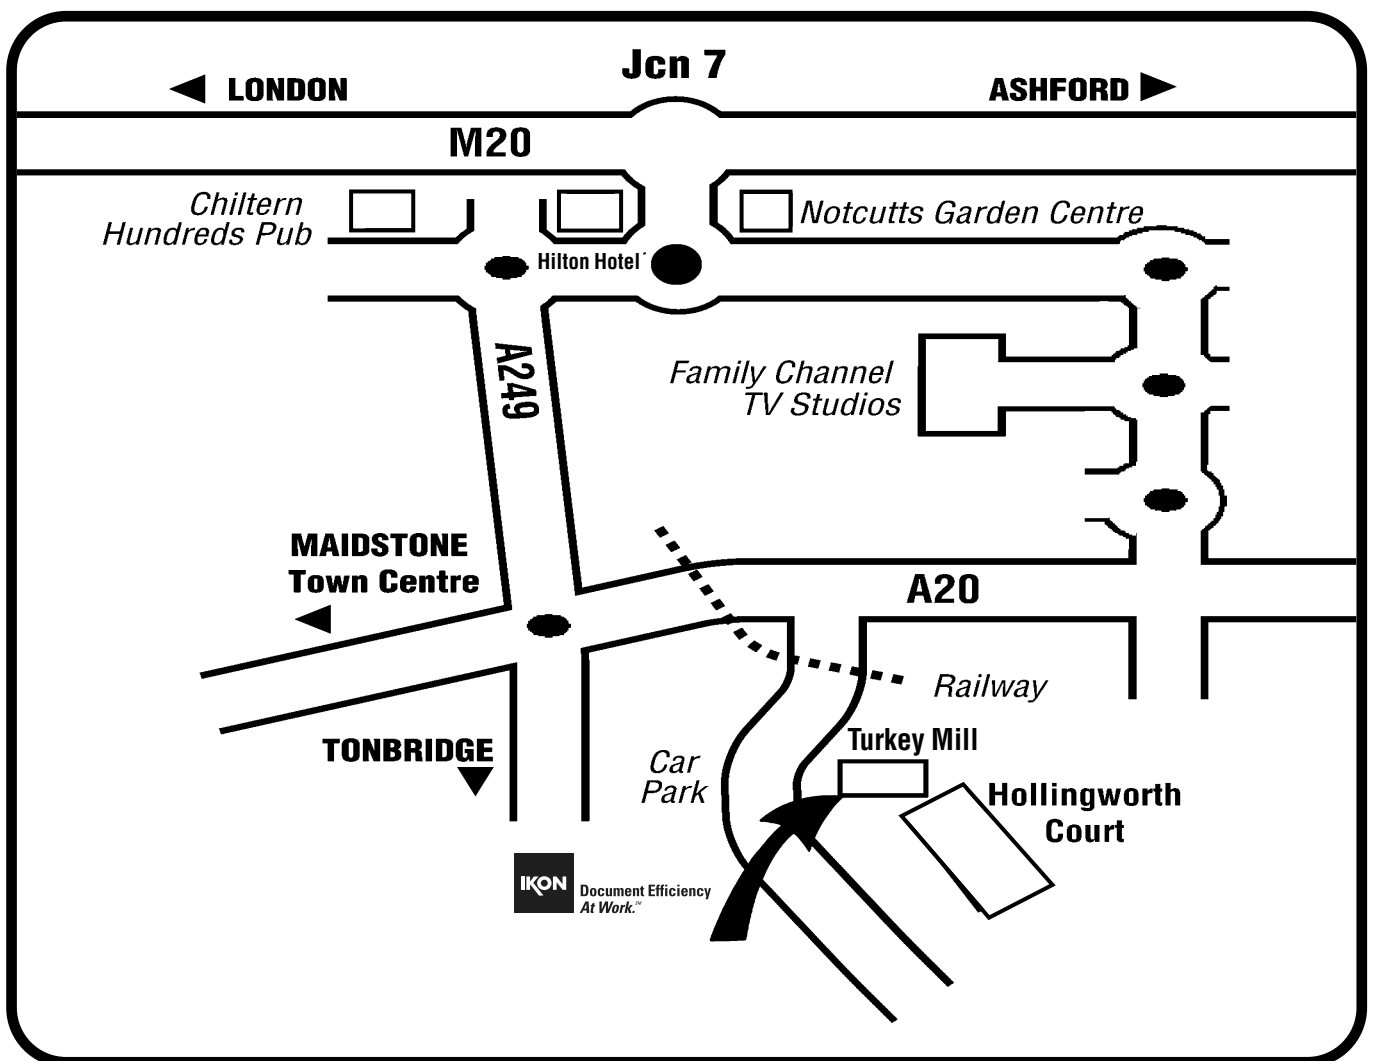 Jcn 7
LONDON
ASHFORD
M20
Chiltern
Hundreds Pub
Notcutts Garden Centre
Hilton Hotel
A249
Family Channel
TV Studios
MAIDSTONE
Town Centre
A20
Railway
TONBRIDGE
Turkey Mill
Car
Park
Hollingworth
Court
IKON
Document Efficiency
At Work.℠